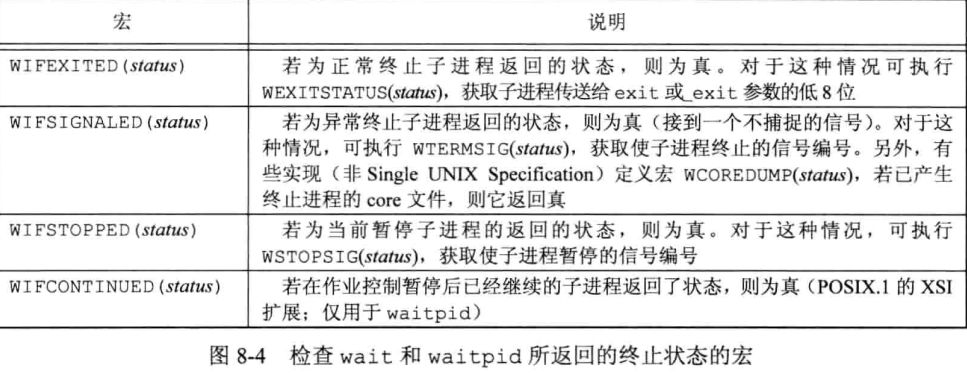 宏 说明
WIFEXITED(status) 若为正常终止子进程返回的状态，则为真。对于这种情况可执行
WEXITSTATUS(status)，获取子进程传送给exit 或_exit 参数的低8位
WIFSIGNALED(status) 若为异常终止子进程返回的状态，则为真（接到一个不捕捉的信号）。对于这
种情况，可执行 WTERMSIG(status)，获取使子进程终止的信号编号。另外，有
些实现（非 Single UNIX Specification）定义宏 WCOREDUMP(status)，若已产生
终止进程的 core 文件，则它返回真
WIFSTOPPED(status) 若为当前暂停子进程的返回的状态，则为真。对于这种情况，可执行
WSTOPSIG(status)，获取使子进程暂停的信号编号
WIFCONTINUED(status) 若在作业控制暂停后已经继续的子进程返回了状态，则为真（POSIX.1 的 XSI
扩展；仅用于 waitpid）
图 8-4 检查 wait 和 waitpid 所返回的终止状态的宏